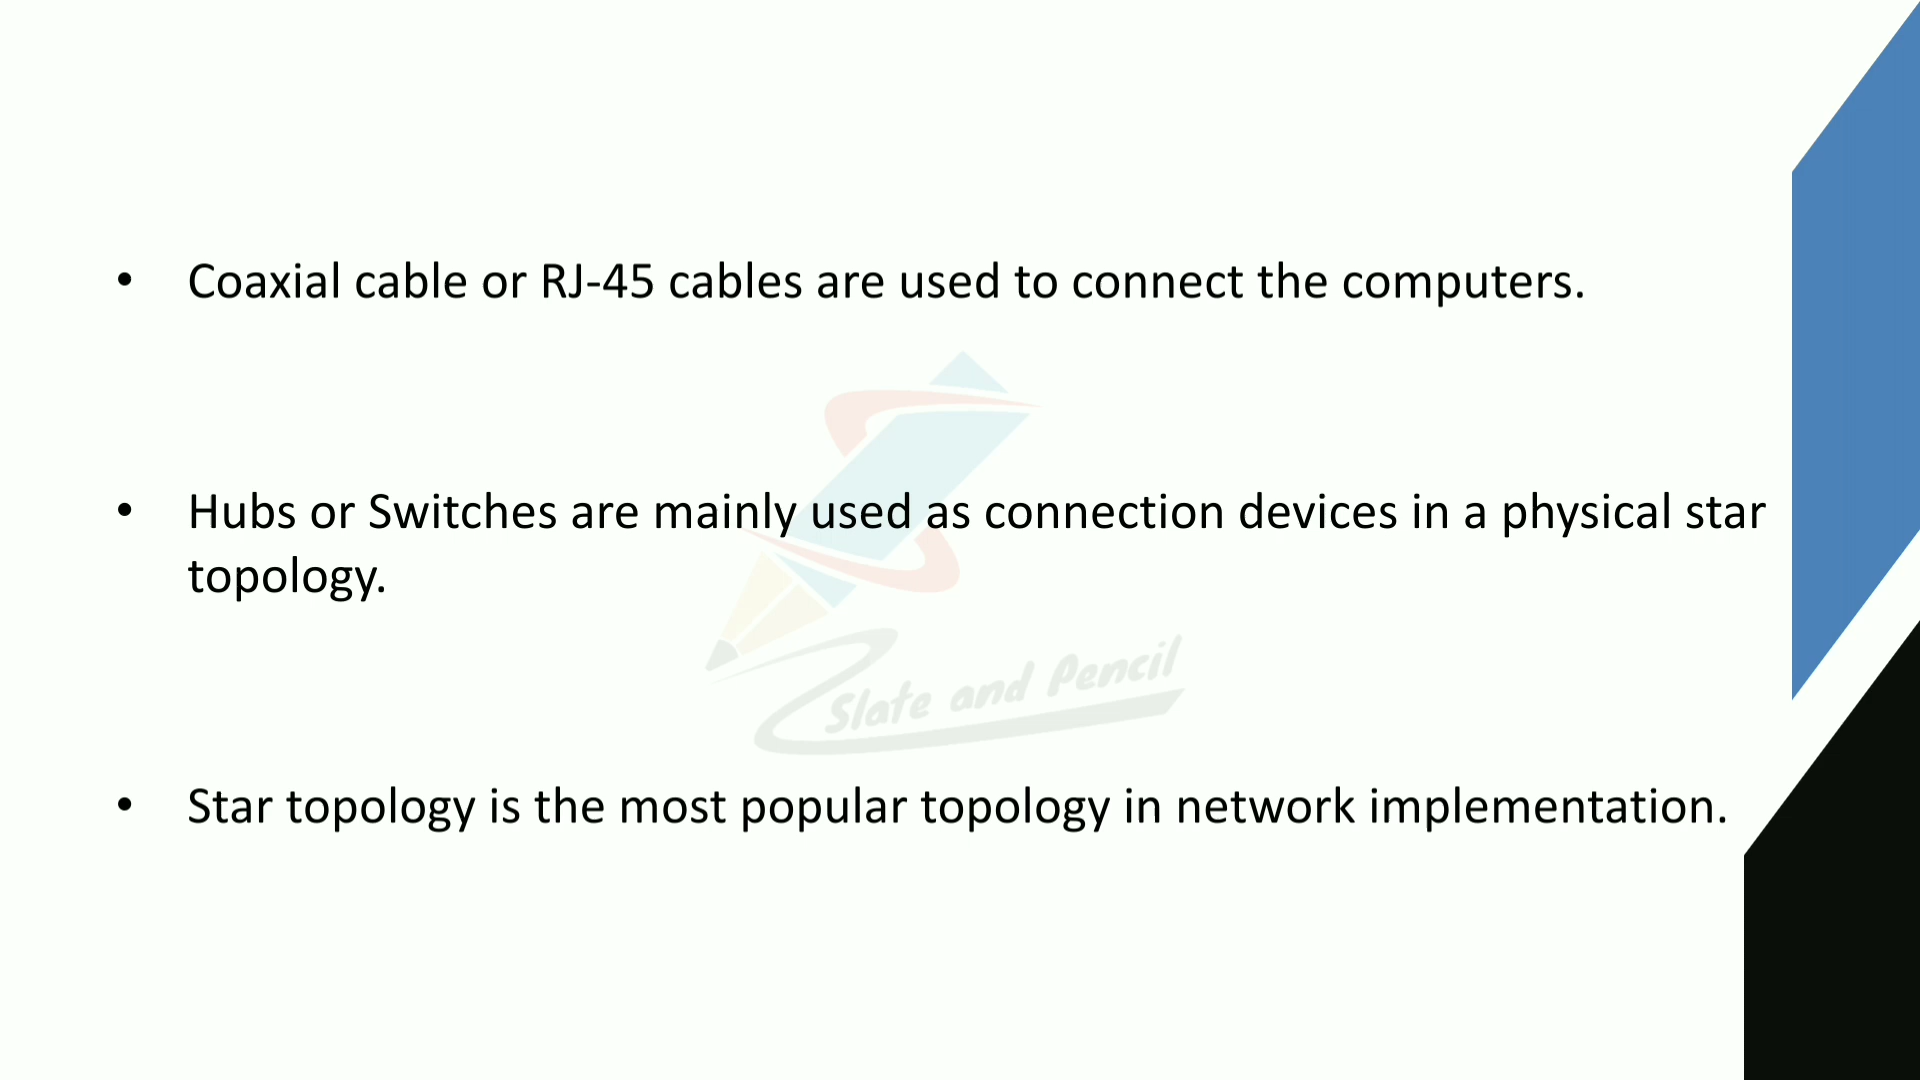 • Coaxial cable or RJ-45 cables are used to connect the computers.
• Hubs or Switches are mainly used as connection devices in a physical star
topology.
Slate and Pencil
• Star topology is the most popular topology in network implementation.